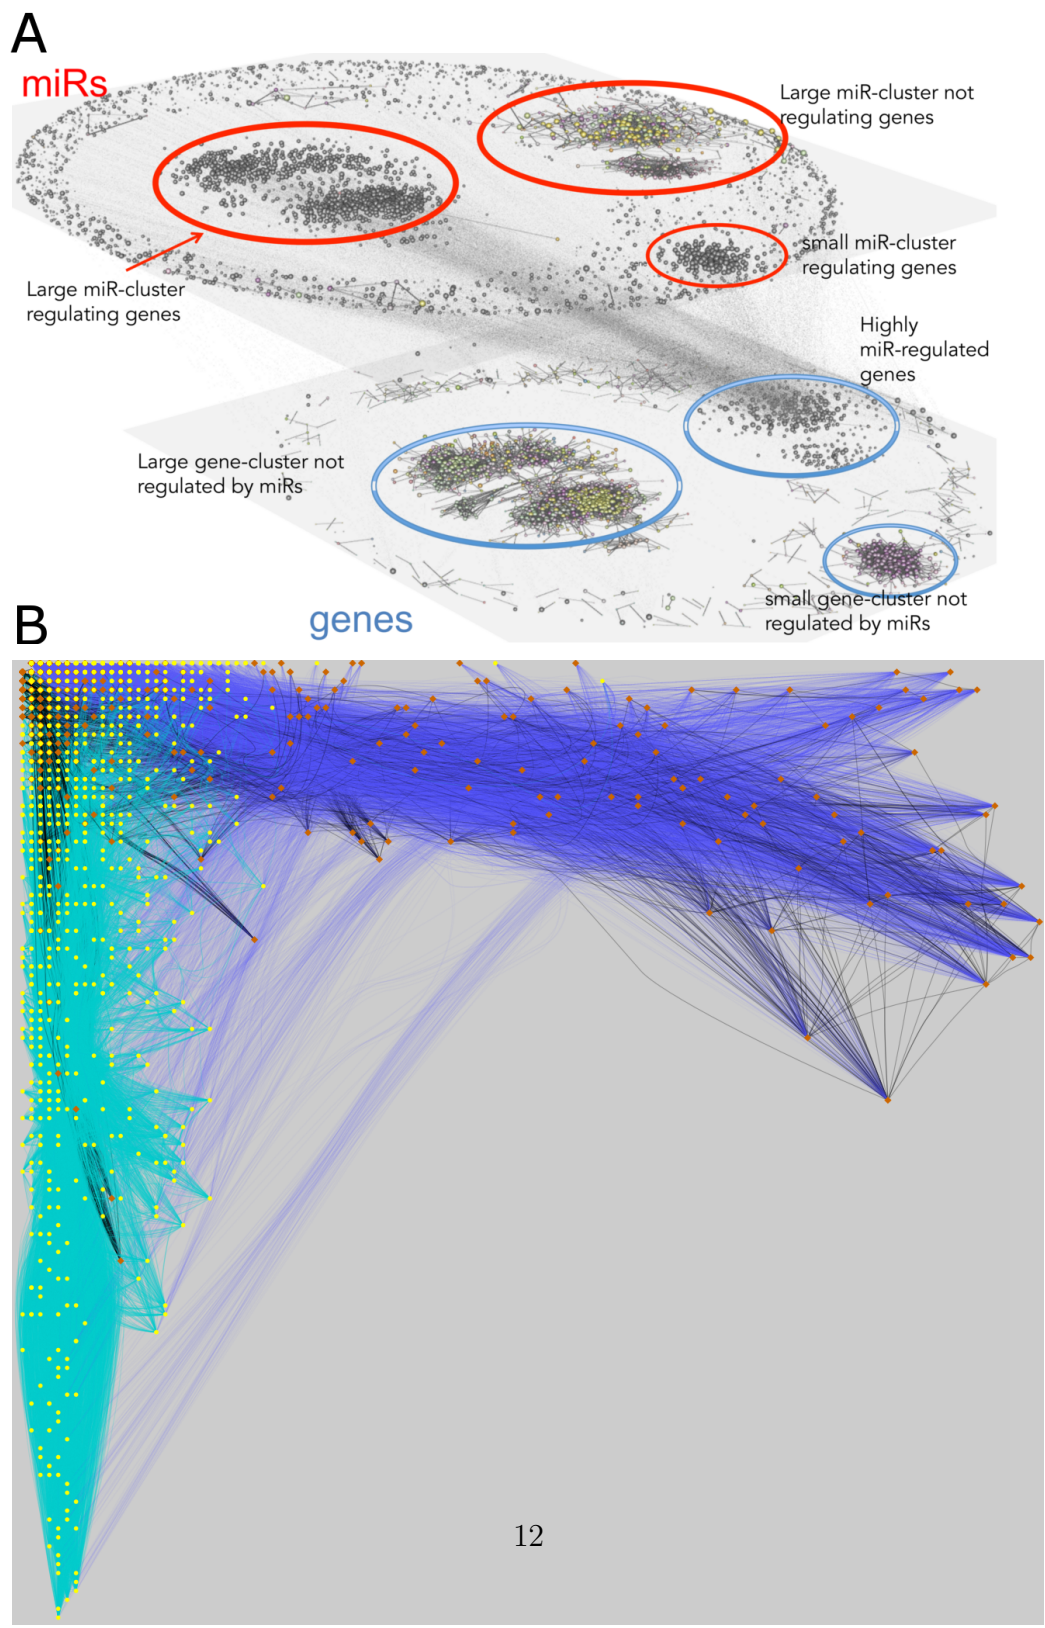 A
miRs
Large miR-cluster not
regulating genes
small miR-cluster
regulating genes
Large miR-cluster
regulating genes
Highly
miR-regulated
genes
Large gene-cluster not
regulated by miRs
small gene-cluster not
regulated by miRs
genes
B
12